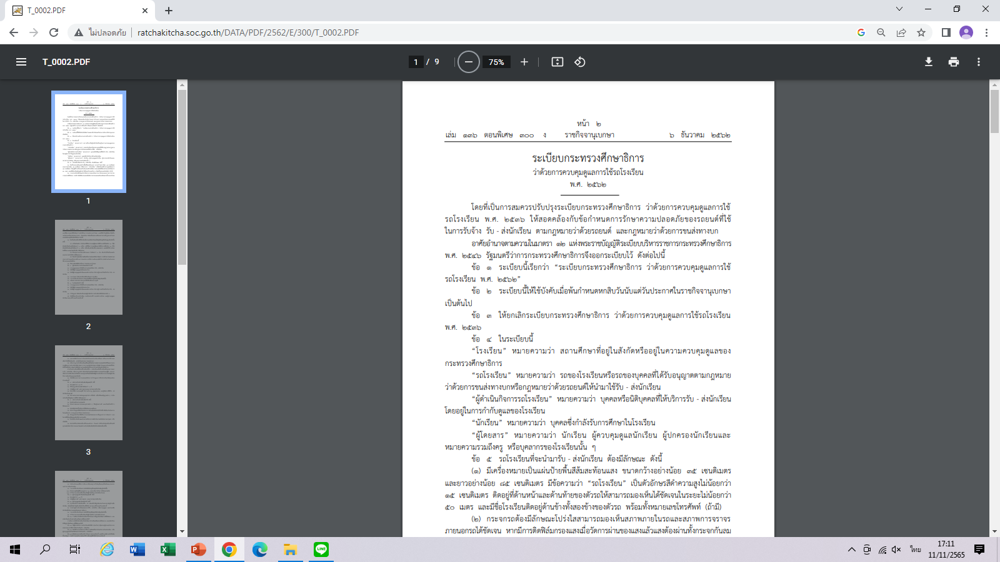 T_0002.PDF
ไม่ปลอดภัย ratchakitcha.soc.go.th/DATA/PDF/2562/E/300/T_0002.PDF
T_0002.PDF
1 / 9
75%
1
2
3
หน้า ๒
เล่ม ๑๓๖ ตอนพิเศษ ๓๐๐ ง ราชกิจจานุเบกษา ๖ ธันวาคม ๒๕๖๒
ระเบียบกระทรวงศึกษาธิการ
ว่าด้วยการควบคุมดูแลการใช้รถโรงเรียน
พ.ศ. ๒๕๖๒
โดยที่เป็นการสมควรปรับปรุงระเบียบกระทรวงศึกษาธิการ ว่าด้วยการควบคุมดูแลการใช้
รถโรงเรียน พ.ศ. ๒๕๓๖ ให้สอดคล้องกับข้อกำหนดการรักษาความปลอดภัยของรถยนต์ที่ใช้
ในการรับจ้าง รับ - ส่งนักเรียน ตามกฎหมายว่าด้วยรถยนต์ และกฎหมายว่าด้วยการขนส่งทางบก
อาศัยอำนาจตามความในมาตรา ๑๒ แห่งพระราชบัญญัติระเบียบบริหารราชการกระทรวงศึกษาธิการ
พ.ศ. ๒๕๔๖ รัฐมนตรีว่าการกระทรวงศึกษาธิการจึงออกระเบียบไว้ ดังต่อไปนี้
ข้อ ๑ ระเบียบนี้เรียกว่า “ระเบียบกระทรวงศึกษาธิการ ว่าด้วยการควบคุมดูแลการใช้
รถโรงเรียน พ.ศ. ๒๕๖๒”
ข้อ ๒ ระเบียบนี้ให้ใช้บังคับเมื่อพ้นกำหนดหกสิบวันนับแต่วันประกาศในราชกิจจานุเบกษา
เป็นต้นไป
ข้อ ๓ ให้ยกเลิกระเบียบกระทรวงศึกษาธิการ ว่าด้วยการควบคุมดูแลการใช้รถโรงเรียน
พ.ศ. ๒๕๓๖
ข้อ ๔ ในระเบียบนี้
“โรงเรียน” หมายความว่า สถานศึกษาที่อยู่ในสังกัดหรืออยู่ในความควบคุมดูแลของ
กระทรวงศึกษาธิการ
“รถโรงเรียน” หมายความว่า รถของโรงเรียนหรือรถของบุคคลที่ได้รับอนุญาตตามกฎหมาย
ว่าด้วยการขนส่งทางบกหรือกฎหมายว่าด้วยรถยนต์ให้นำมาใช้รับ - ส่งนักเรียน
“ผู้ดำเนินกิจการรถโรงเรียน” หมายความว่า บุคคลหรือนิติบุคคลที่ให้บริการรับ - ส่งนักเรียน
โดยอยู่ในการกำกับดูแลของโรงเรียน
“นักเรียน” หมายความว่า บุคคลซึ่งกำลังรับการศึกษาในโรงเรียน
“ผู้โดยสาร” หมายความว่า นักเรียน ผู้ควบคุมดูแลนักเรียน ผู้ปกครองนักเรียนและ
หมายความรวมถึงครู หรือบุคลากรของโรงเรียนนั้น ๆ
ข้อ ๕ รถโรงเรียนที่จะนำมารับ - ส่งนักเรียน ต้องมีลักษณะ ดังนี้
(๑) มีเครื่องหมายเป็นแผ่นป้ายพื้นสีส้มสะท้อนแสง ขนาดกว้างอย่างน้อย ๓๕ เซนติเมตร
และยาวอย่างน้อย ๘๕ เซนติเมตร มีข้อความว่า “รถโรงเรียน” เป็นตัวอักษรสีดำความสูงไม่น้อยกว่า
๑๕ เซนติเมตร ติดอยู่ที่ด้านหน้าและด้านท้ายของตัวรถให้สามารถมองเห็นได้ชัดเจนในระยะไม่น้อยกว่า
๕๐ เมตร และมีชื่อโรงเรียนติดอยู่ด้านข้างทั้งสองข้างของตัวรถ พร้อมทั้งหมายเลขโทรศัพท์ (ถ้ามี)
(๒) กระจกรถต้องมีลักษณะโปร่งใสสามารถมองเห็นสภาพภายในรถและสภาพการจราจร
ภายนอกรถได้ชัดเจน หากมีการติดฟิล์มกรองแสงเมื่อวัดการผ่านของแสงแล้วแสงต้องผ่านทั้งกระจกกันลม
ไทย
17:11
11/11/2565